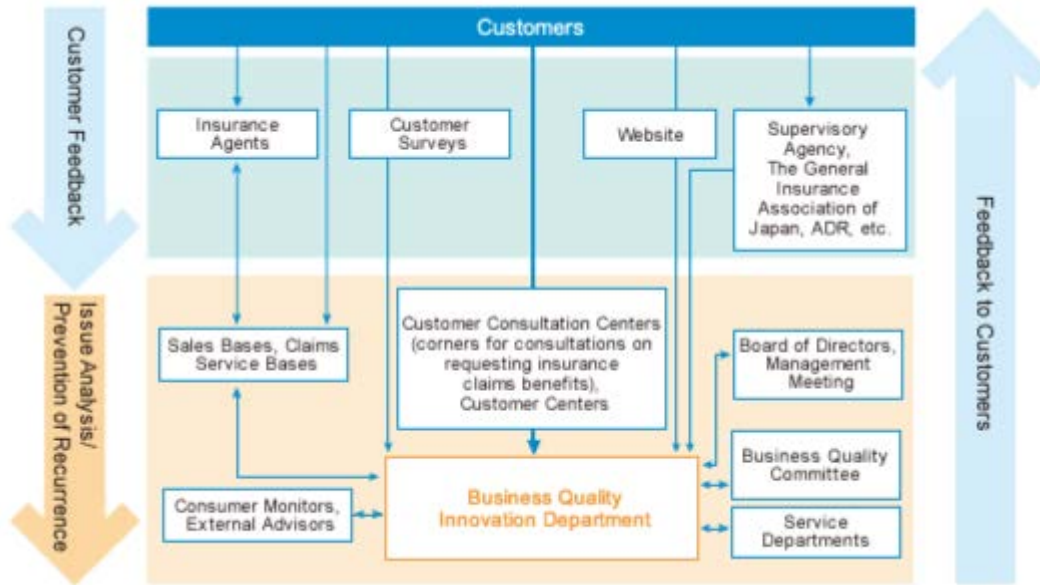 Customers
Customer Feedback
Insurance
Agents
Customer
Surveys
Website
Supervisory
Agency,
The General
Insurance
Association of
Japan, ADR, etc.
Feedback to Customers
Issue Analysis/
Prevention of Recurrence
Sales Bases, Claims
Service Bases
Customer Consultation Centers
(corners for consultations on
requesting insurance
claims benefits),
Customer Centers
Board of Directors,
Management
Meeting
Business Quality
Committee
Consumer Monitors,
External Advisors
Business Quality
Innovation Department
Service
Departments